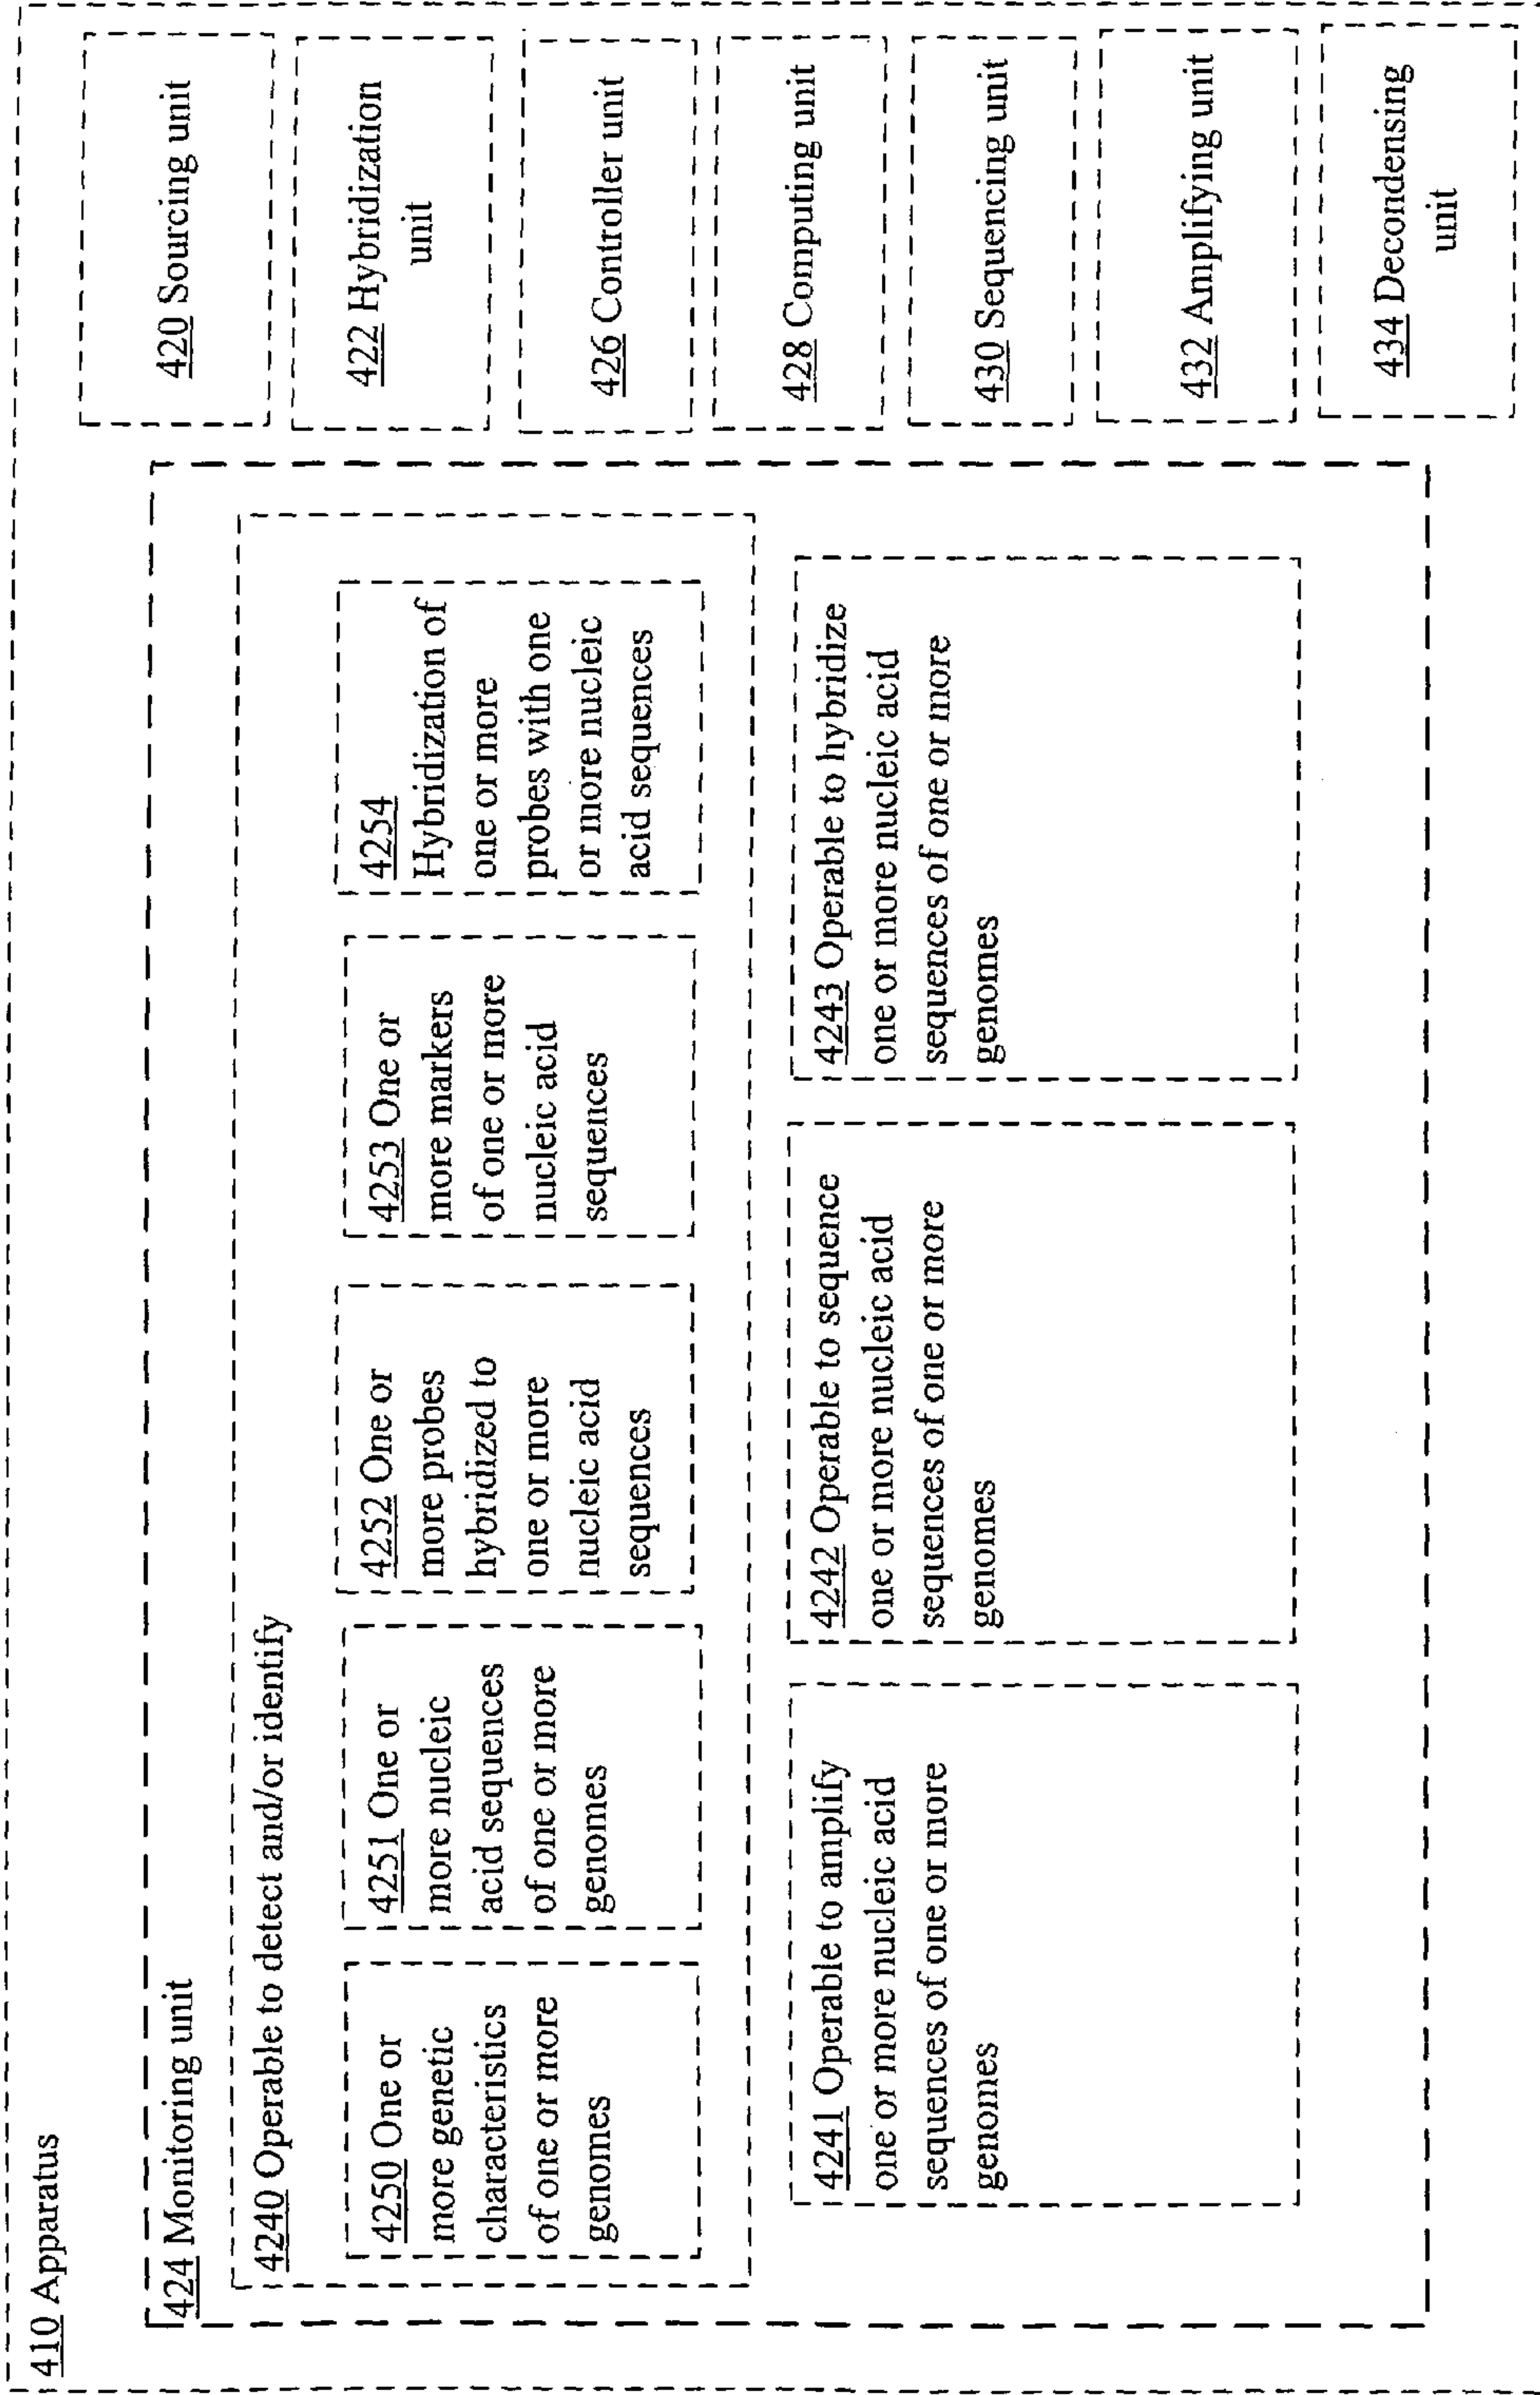 410 Apparatus
424 Monitoring unit
4240 Operable to detect and/or identify
4250 One or
more genetic
characteristics
of one or more
genomes
4251 One or
more nucleic
acid sequences
of one or more
genomes
4252 One or
more probes
hybridized to
one or more
nucleic acid
sequences
4253 One or
more markers
of one or more
nucleic acid
sequences
4254
Hybridization of
one or more
probes with one
or more nucleic
acid sequences
4241 Operable to amplify
one or more nucleic acid
sequences of one or more
genomes
4242 Operable to sequence
one or more nucleic acid
sequences of one or more
genomes
4243 Operable to hybridize
one or more nucleic acid
sequences of one or more
genomes
420 Sourcing unit
422 Hybridization
unit
426 Controller unit
428 Computing unit
430 Sequencing unit
432 Amplifying unit
434 Decondensing
unit